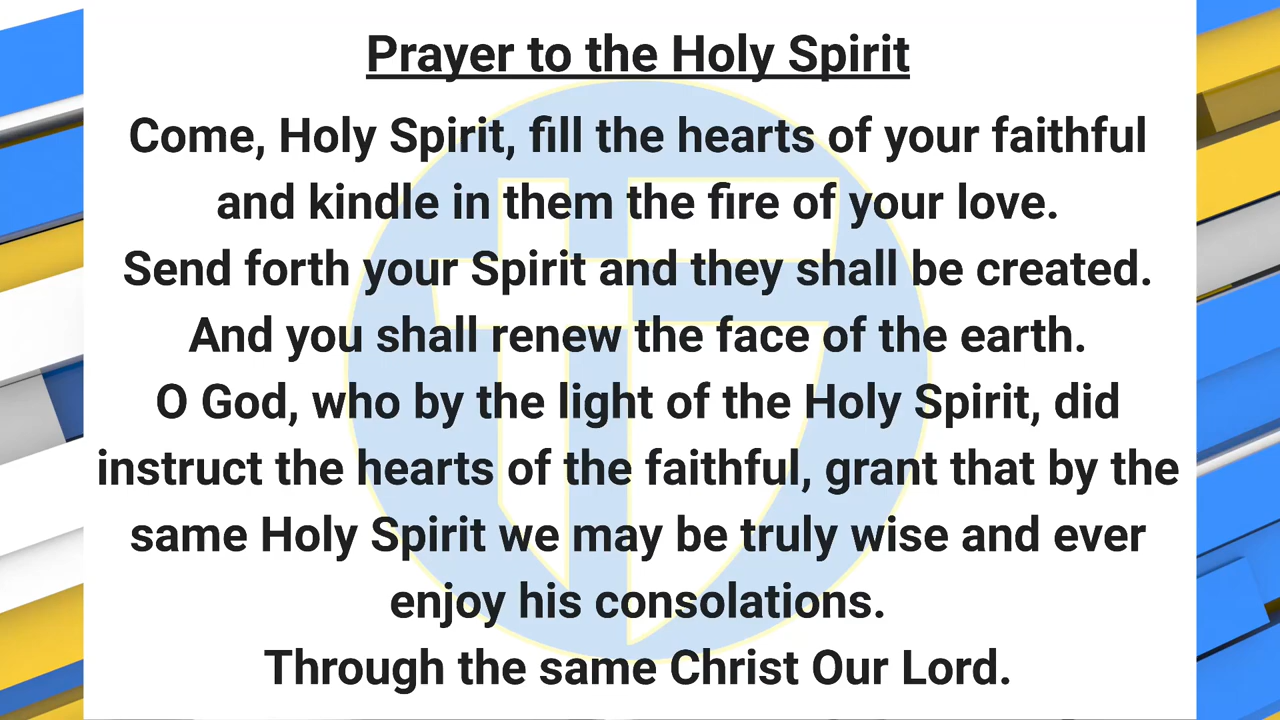 Prayer to the Holy Spirit
Come, Holy Spirit, fill the hearts of your faithful
and kindle in them the fire of your love.
Send forth your Spirit and they shall be created.
And you shall renew the face of the earth.
O God, who by the light of the Holy Spirit, did
instruct the hearts of the faithful, grant that by the
same Holy Spirit we may be truly wise and ever
enjoy his consolations.
Through the same Christ Our Lord.